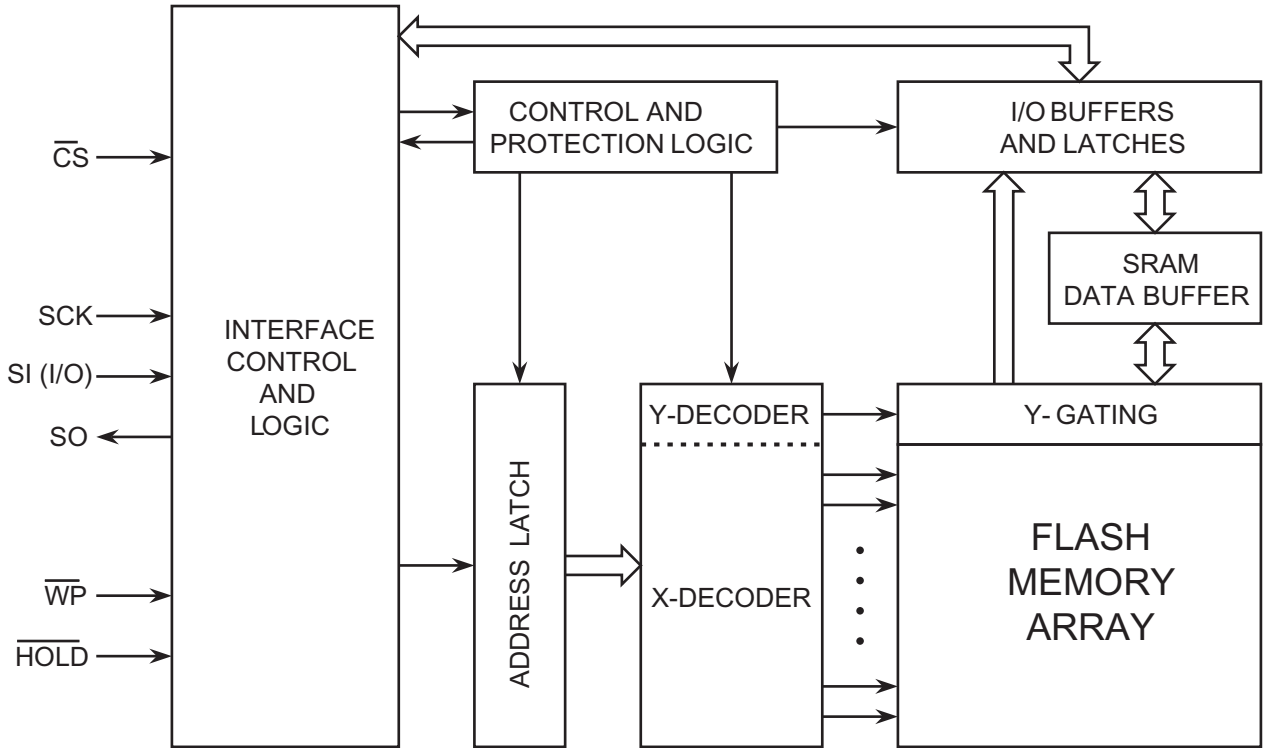 CS
SCK
SI (I/O)
SO
WP
HOLD
INTERFACE
CONTROL
AND
LOGIC
CONTROL AND
PROTECTION LOGIC
I/O BUFFERS
AND LATCHES
SRAM
DATA BUFFER
ADDRESS LATCH
Y-DECODER
X-DECODER
Y- GATING
FLASH
MEMORY
ARRAY